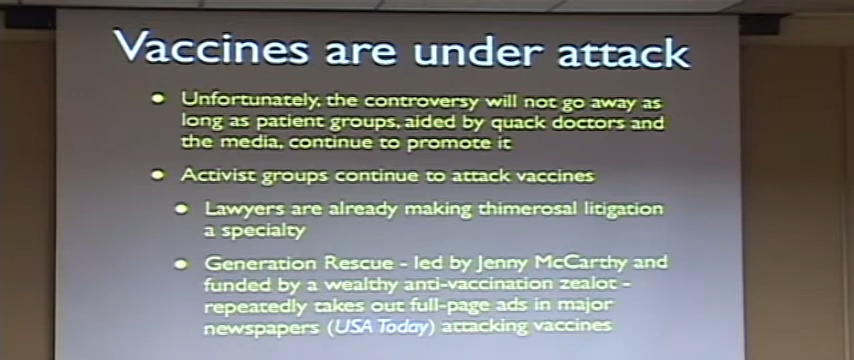 Vaccines are under attack
• Unfortunately, the controversy will not go away as
long as patient groups, aided by quack doctors and
the media, continue to promote it
• Activist groups continue to attack vaccines
• Lawyers are already making thimerosal litigation
a specialty
• Generation Rescue - led by Jenny McCarthy and
funded by a wealthy anti-vaccination zealot -
repeatedly takes out full-page ads in major
newspapers (USA Today) attacking vaccines